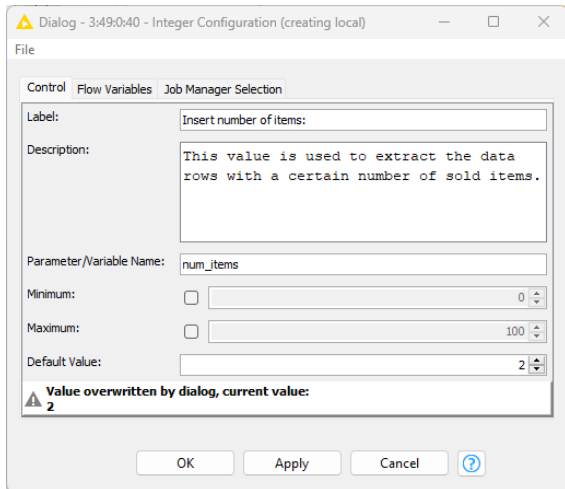 Dialog - 3:49:0:40 - Integer Configuration (creating local)
File
Control Flow Variables Job Manager Selection
Label: Insert number of items:
Description: This value is used to extract the data
rows with a certain number of sold items.
Parameter/Variable Name: num_items
Minimum: 0
Maximum: 100
Default Value: 2
Value overwritten by dialog, current value:
2
OK Apply Cancel ?